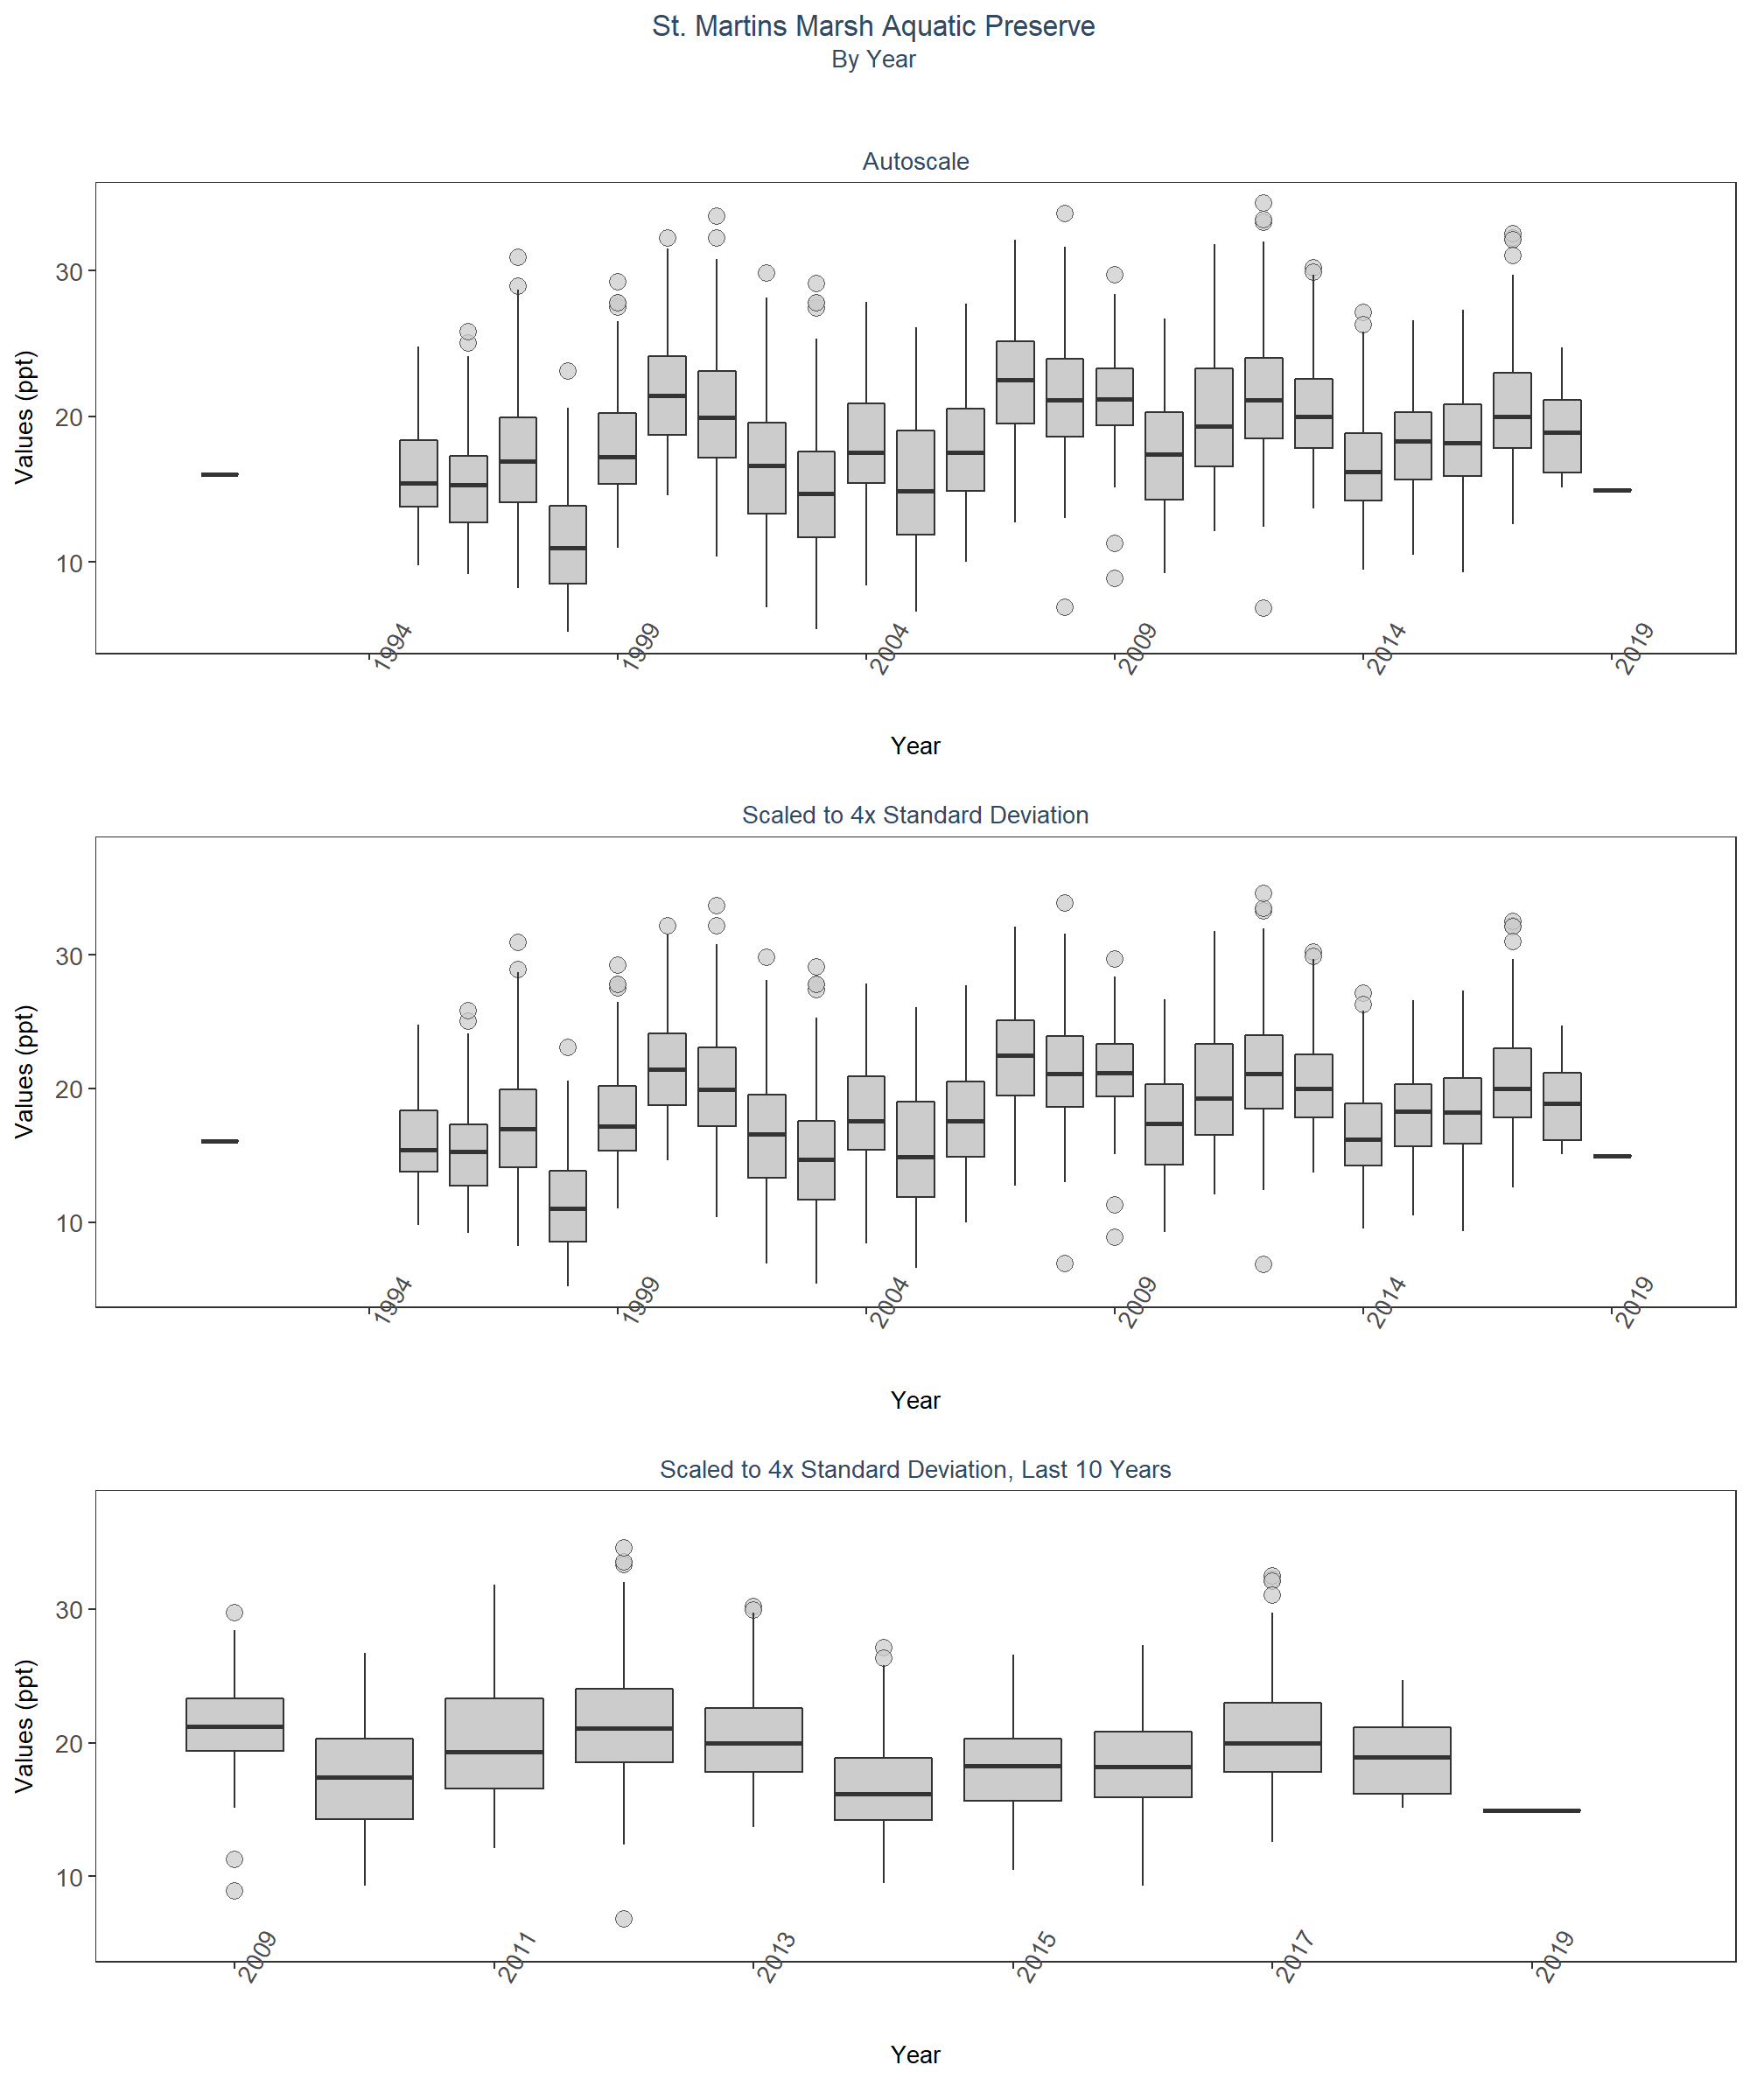 St. Martins Marsh Aquatic Preserve
By Year
Autoscale
Values (ppt)
30
20
10
1994
1999
2004
2009
2014
2019
Year
Scaled to 4x Standard Deviation
Values (ppt)
30
20
10
1994
1999
2004
2009
2014
2019
Year
Scaled to 4x Standard Deviation, Last 10 Years
Values (ppt)
30
20
10
2009
2011
2013
2015
2017
2019
Year